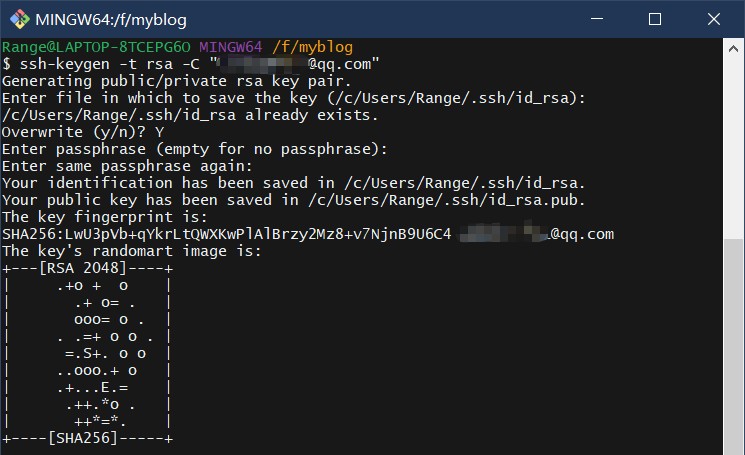 MINGW64:/f/myblog
Range@LAPTOP-8TCEPG6O MINGW64 /f/myblog
$ ssh-keygen -t rsa -C "@qq.com"
Generating public/private rsa key pair.
Enter file in which to save the key (/c/Users/Range/.ssh/id_rsa):
/c/Users/Range/.ssh/id_rsa already exists.
Overwrite (y/n)? Y
Enter passphrase (empty for no passphrase):
Enter same passphrase again:
Your identification has been saved in /c/Users/Range/.ssh/id_rsa.
Your public key has been saved in /c/Users/Range/.ssh/id_rsa.pub.
The key fingerprint is:
SHA256:LwU3pVb+qYkrLtQWXKwPlAlBrzy2Mz8+v7NjnB9U6C4 @qq.com
The key's randomart image is:
+---[RSA 2048]----+
|     .+o +  o    |
|       .+ o= .   |
|       ooo= o .  |
|     . .=+ o o . |
|      =.S+. o o  |
|     ..ooo.+ o   |
|     .+...E.=    |
|      .++.*o .   |
|       ++*=*.    |
+----[SHA256]-----+